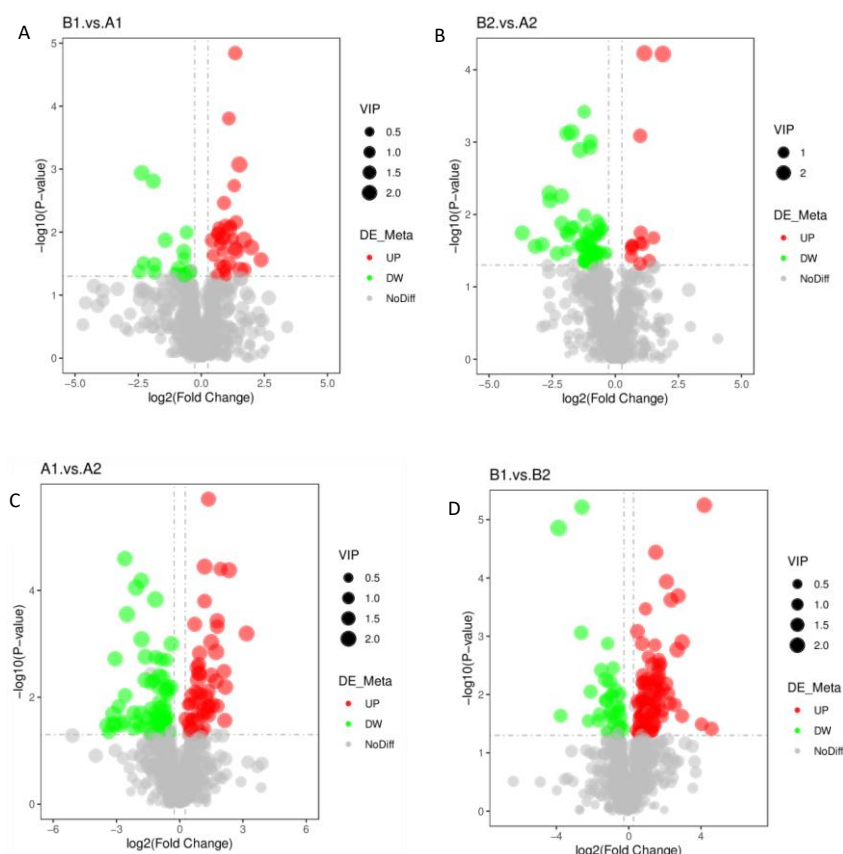 A
B1.vs.A1
5
4
3
2
1
0
−log10(P−value)
−5.0
−2.5
0.0
2.5
5.0
log2(Fold Change)
VIP
0.5
1.0
1.5
2.0
DE_Meta
UP
DW
NoDiff
B
B2.vs.A2
4
3
2
1
0
−log10(P−value)
−5.0
−2.5
0.0
2.5
5.0
log2(Fold Change)
VIP
1
2
DE_Meta
UP
DW
NoDiff
C
A1.vs.A2
4
2
0
−log10(P−value)
−6
−3
0
3
6
log2(Fold Change)
VIP
0.5
1.0
1.5
2.0
DE_Meta
UP
DW
NoDiff
D
B1.vs.B2
5
4
3
2
1
0
−log10(P−value)
−4
0
4
log2(Fold Change)
VIP
0.5
1.0
1.5
2.0
DE_Meta
UP
DW
NoDiff